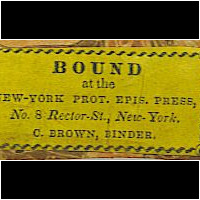 BOUND
at the
NEW-YORK PROT. EPIS. PRESS,
No. 8 Rector-St., New-York.
C. BROWN, BINDER.